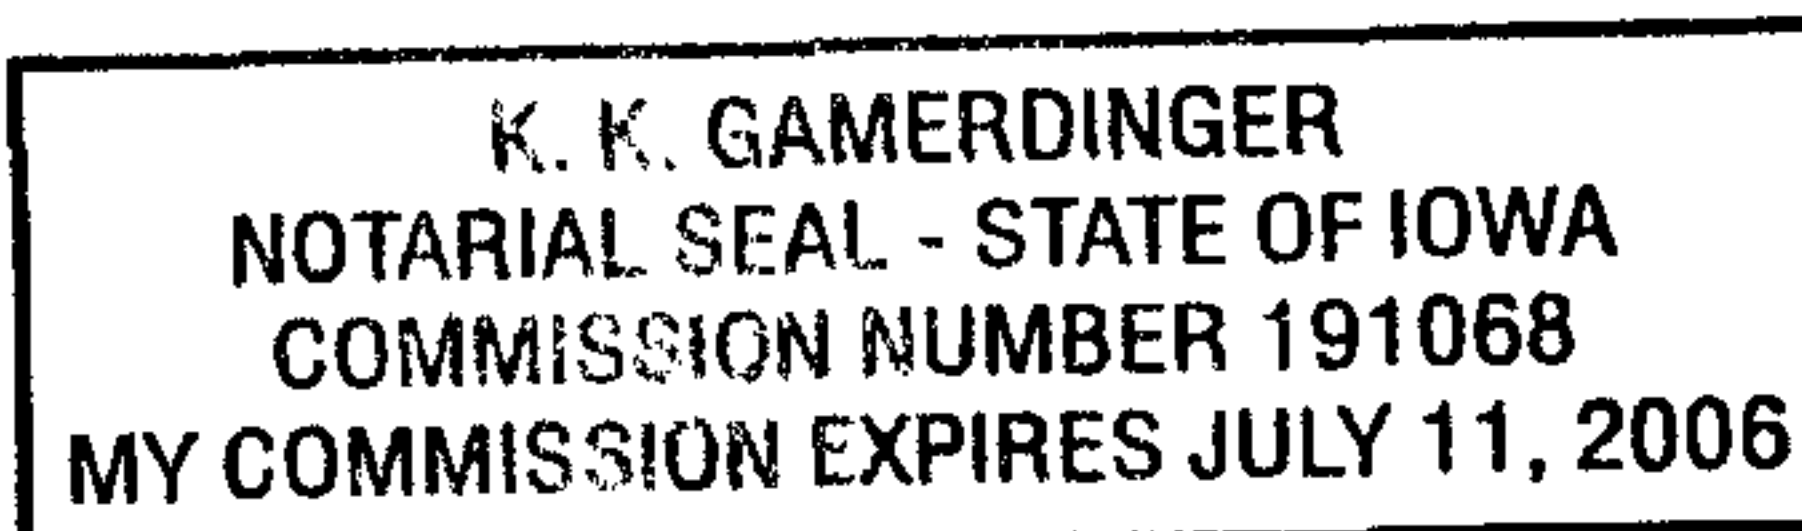 K. K. GAMERDINGER
NOTARIAL SEAL - STATE OF IOWA
COMMISSION NUMBER 191068
MY COMMISSION EXPIRES JULY 11, 2006